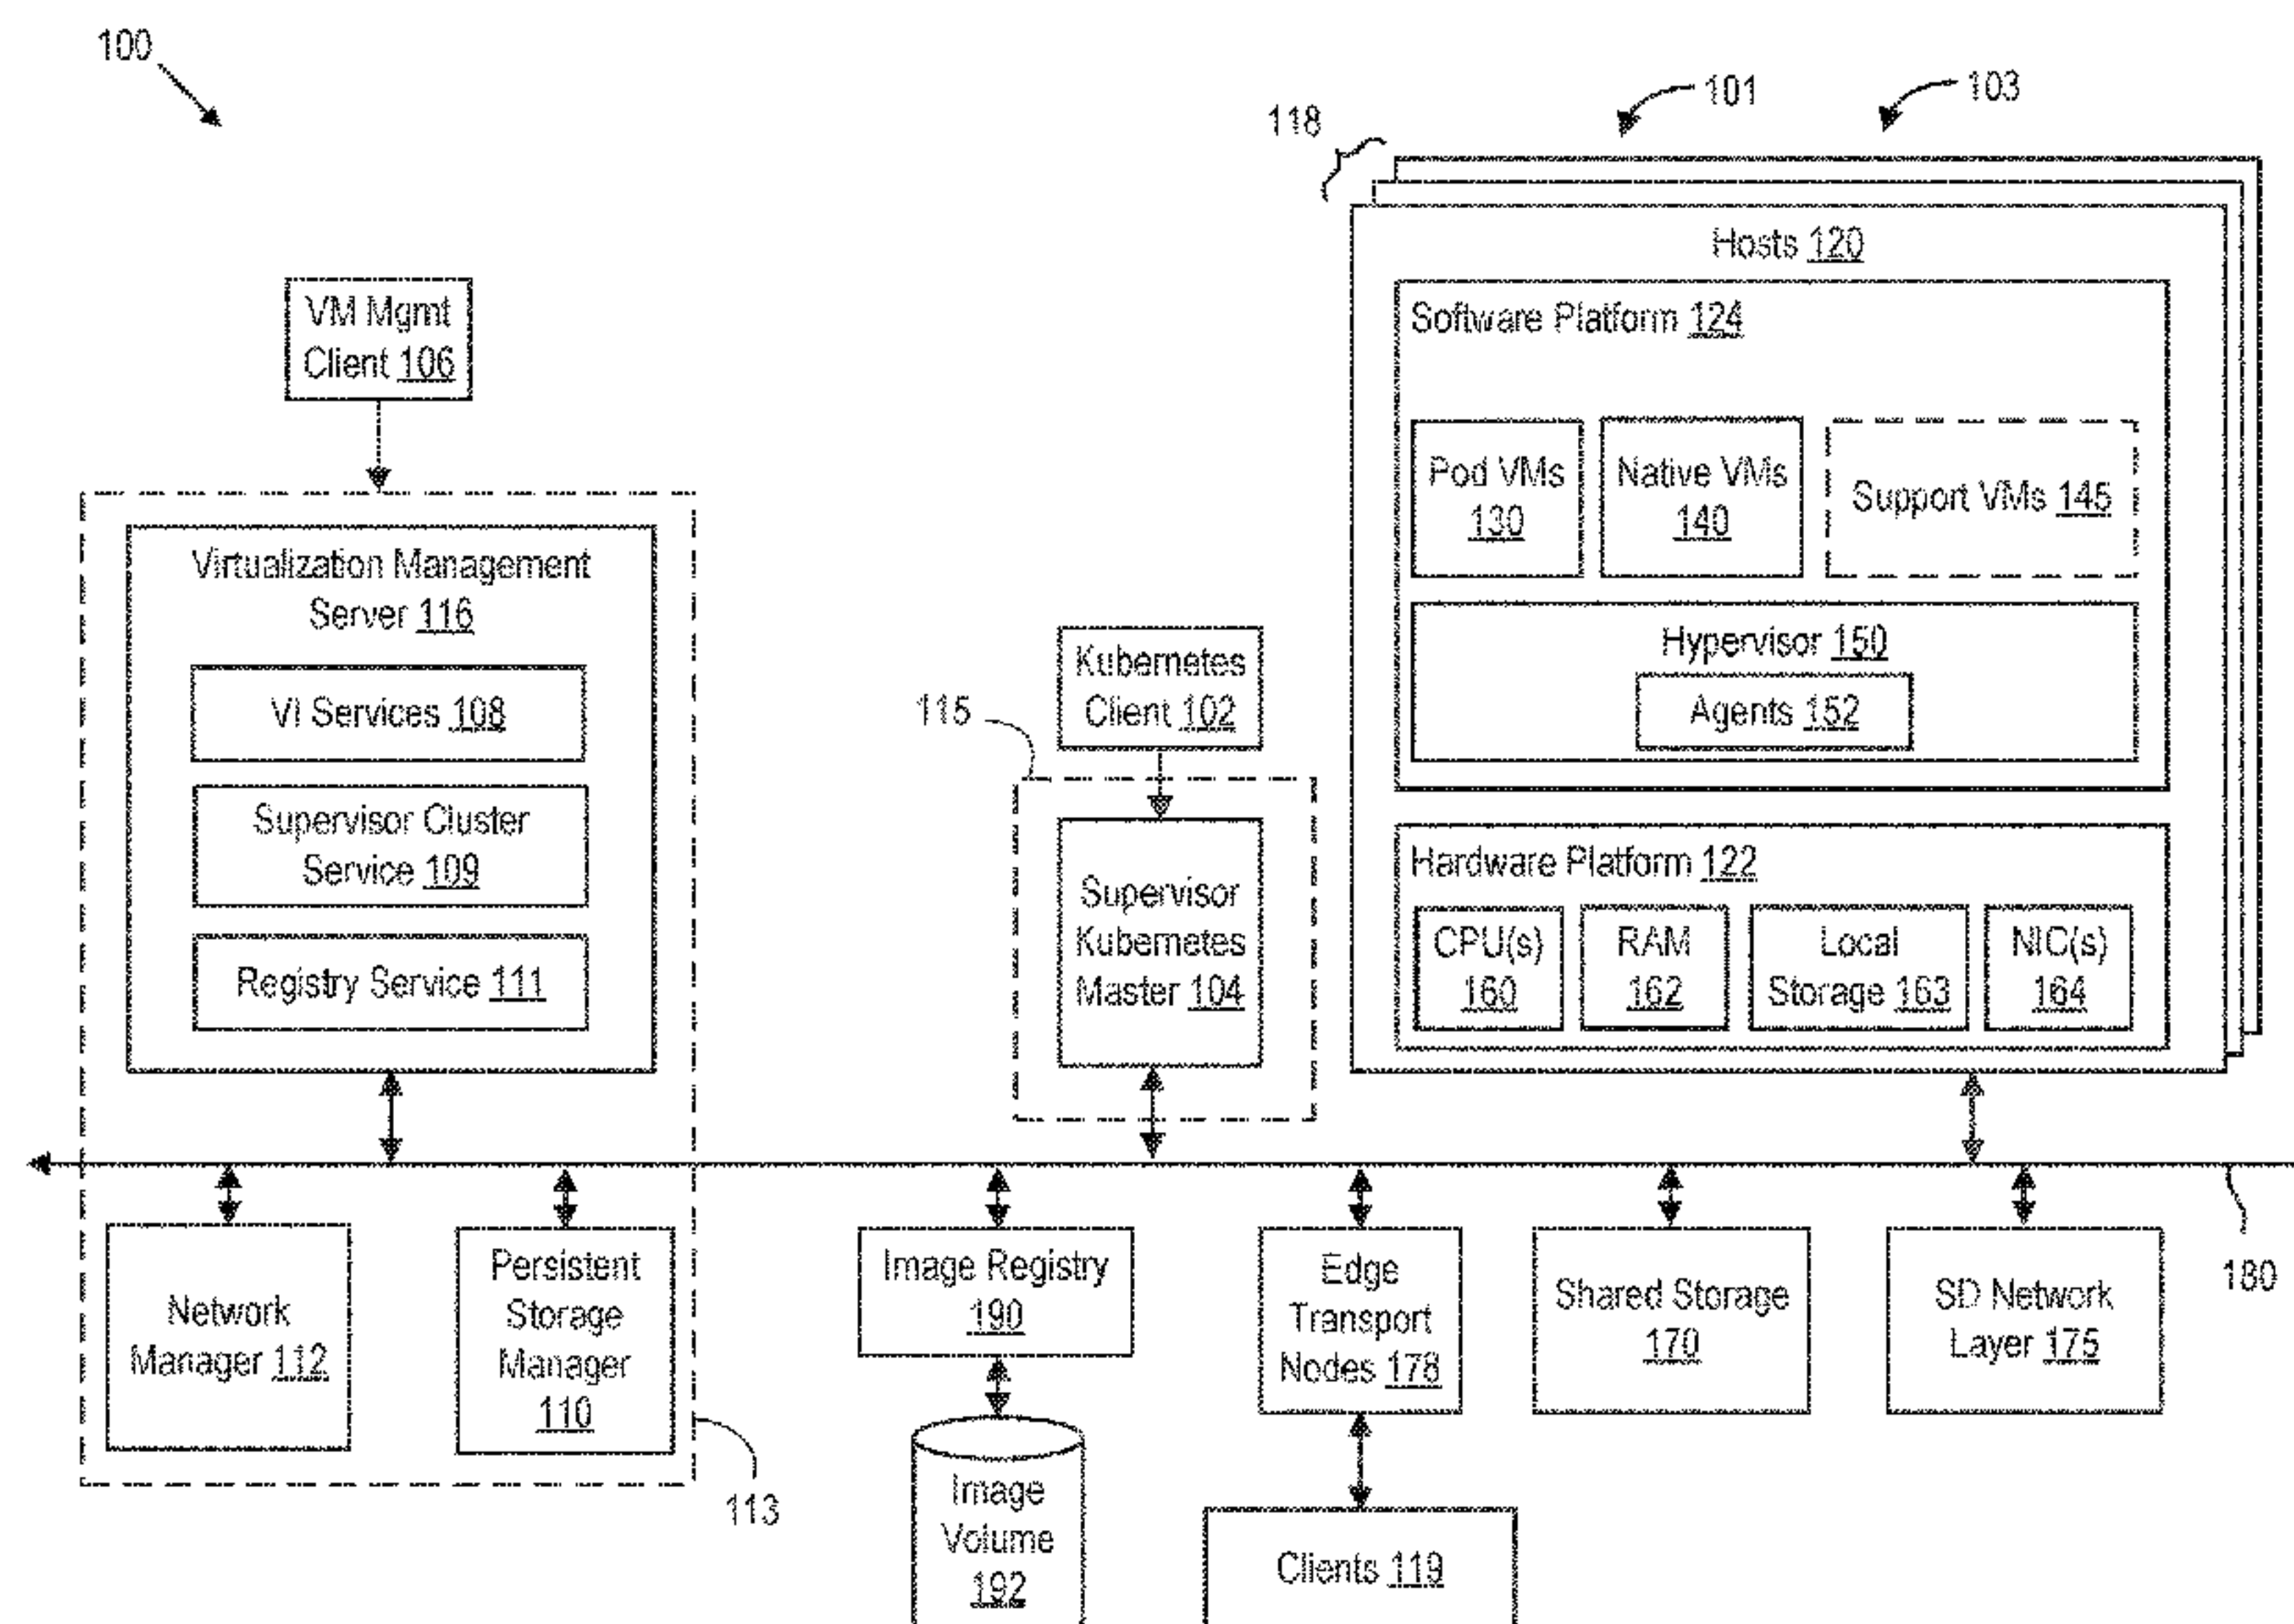 100
101
103
118
Hosts 120
Software Platform 124
Pod VMs
130
Native VMs
140
Support VMs 145
Hypervisor 150
Agents 152
Hardware Platform 122
CPU(s)
160
RAM
162
Local
Storage 163
NIC(s)
164
VM Mgmt
Client 106
Virtualization Management
Server 116
VI Services 108
Supervisor Cluster
Service 109
Registry Service 111
Kubernetes
Client 102
115
Supervisor
Kubernetes
Master 104
Network
Manager 112
Persistent
Storage
Manager
110
113
Image Registry
190
Image
Volume
192
Edge
Transport
Nodes 178
Clients 119
Shared Storage
170
SD Network
Layer 175
180